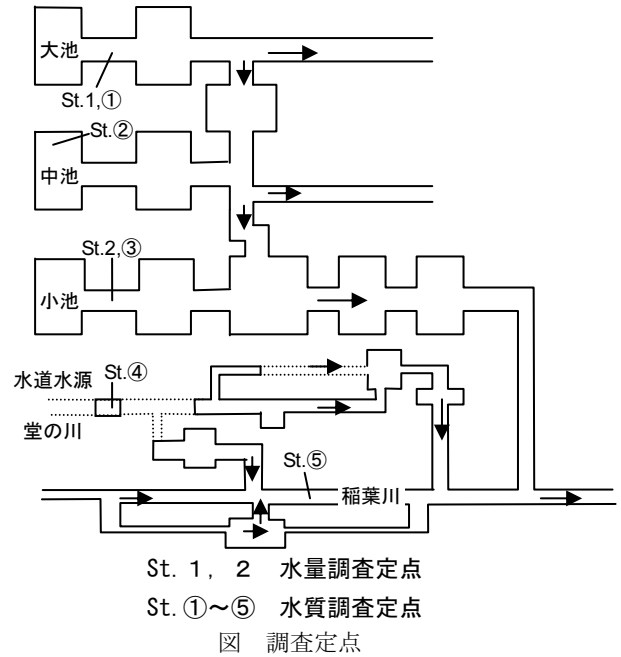 大池
St.1,①
St.②
中池
St.2,③
小池
水道水源
St.④
堂の川
St.⑤
稲葉川
St. 1, 2 水量調査定点
St. ①～⑤ 水質調査定点
図 調査定点